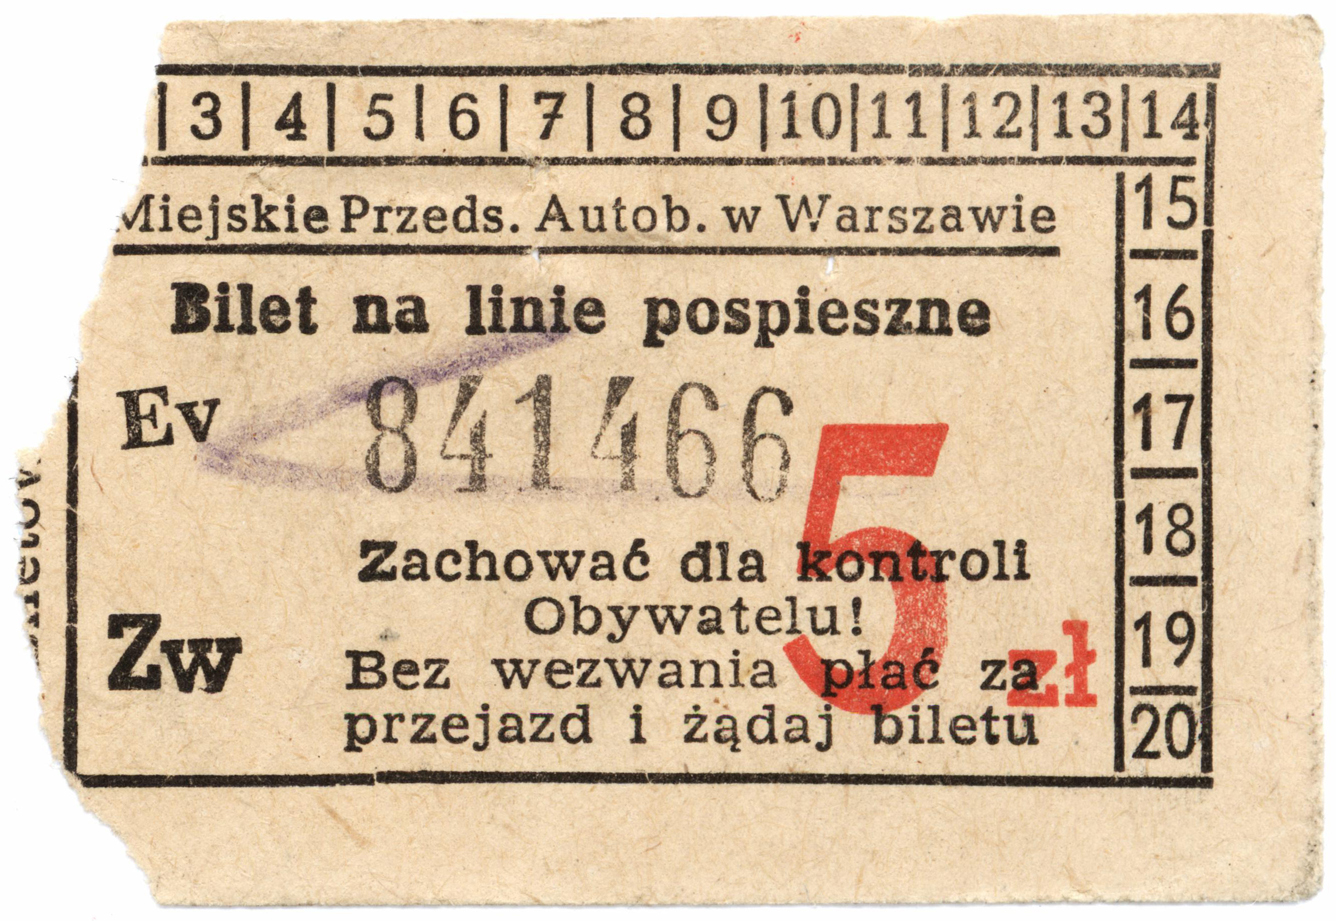 3 4 5 6 7 8 9 10 11 12 13 14
15
16
17
18
19
20
Miejskie Przeds. Autob. w Warszawie
Bilet na linie pospieszne
Ev 841466
5 zł
Zachować dla kontroli
Obywatelu!
Zw
Bez wezwania płać za
przejazd i żądaj biletu